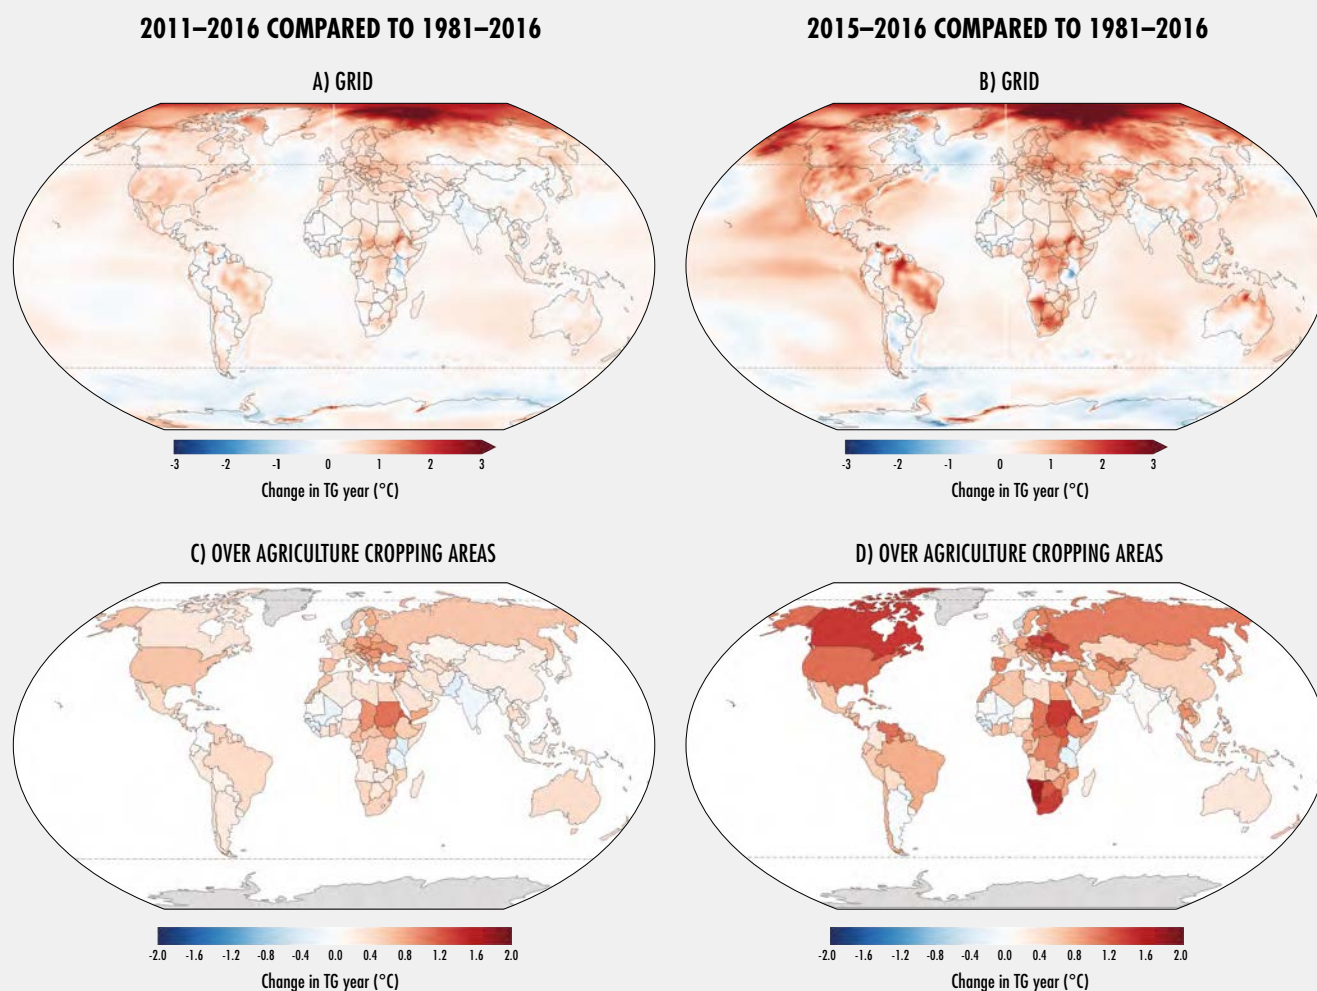 2011–2016 COMPARED TO 1981–2016
2015–2016 COMPARED TO 1981–2016
A) GRID
B) GRID
-3 -2 -1 0 1 2 3
-3 -2 -1 0 1 2 3
Change in TG year (°C)
Change in TG year (°C)
C) OVER AGRICULTURE CROPPING AREAS
D) OVER AGRICULTURE CROPPING AREAS
-2.0 -1.6 -1.2 -0.8 -0.4 0.0 0.4 0.8 1.2 1.6 2.0
-2.0 -1.6 -1.2 -0.8 -0.4 0.0 0.4 0.8 1.2 1.6 2.0
Change in TG year (°C)
Change in TG year (°C)